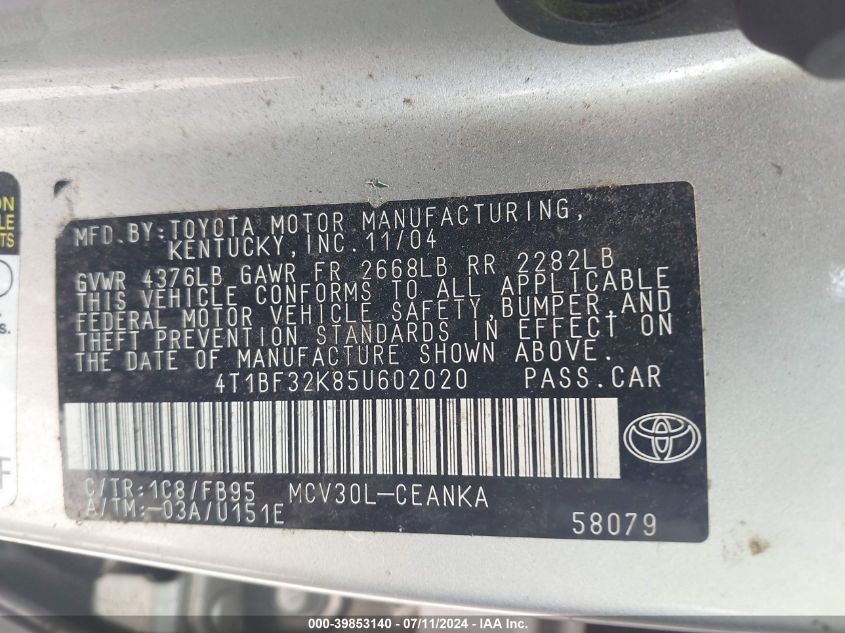 ON
LE
TS
s.
F
MFD.BY:TOYOTA MOTOR MANUFACTURING,
KENTUCKY,INC.11/04
GVWR 4376LB GAWR FR 2668LB RR 2282LB
THIS VEHICLE CONFORMS TO ALL APPLICABLE
FEDERAL MOTOR VEHICLE SAFETY,BUMPER,AND
THEFT PREVENTION STANDARDS IN EFFECT ON
THE DATE OF MANUFACTURE SHOWN ABOVE.
4T1BF32K85U602020 PASS.CAR
C/TR:1C8/FB95 MCV30L-CEANKA
A/TM:-03A/U151E
58079
000-39853140 - 07/11/2024 - IAA, Inc.